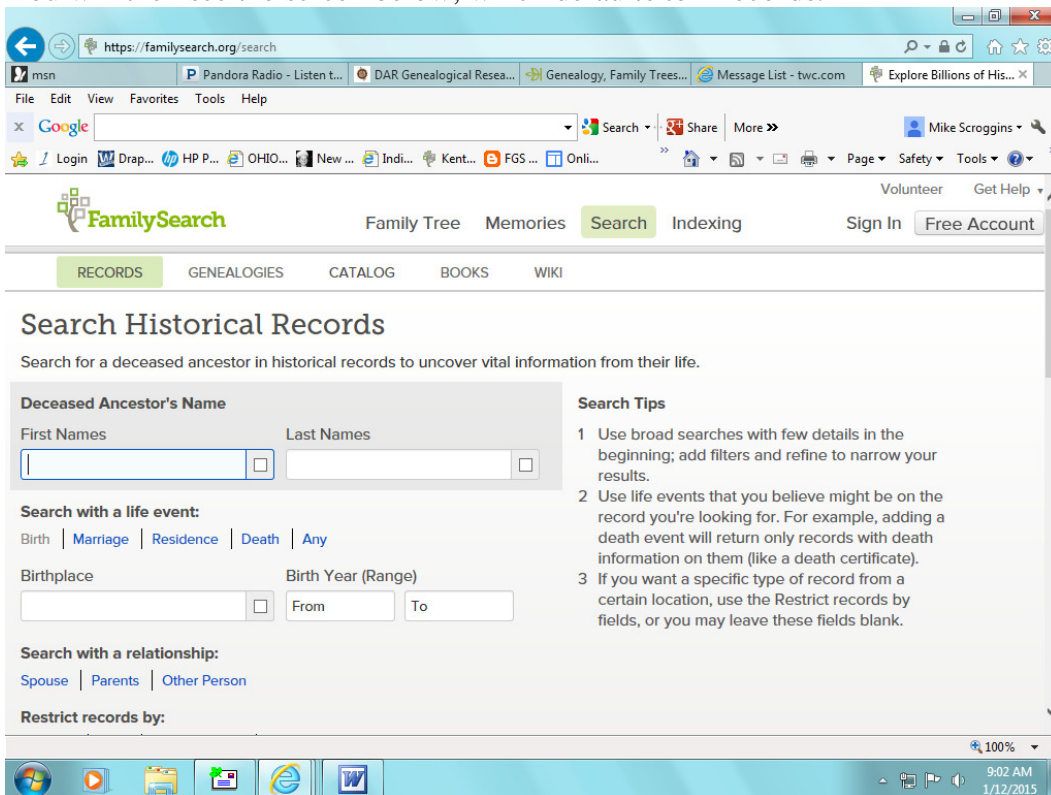 https://familysearch.org/search
msn
Pandora Radio - Listen t...
DAR Genealogical Resea...
Genealogy, Family Trees...
Message List - twc.com
Explore Billions of His...
File Edit View Favorites Tools Help
x Google Search Share More » Mike Scroggins
Login Drap... HP P... OHIO... New ... Indi... Kent... FGS ... Onli... » Page Safety Tools
Volunteer Get Help
FamilySearch Family Tree Memories Search Indexing Sign In Free Account
RECORDS GENEALOGIES CATALOG BOOKS WIKI
Search Historical Records
Search for a deceased ancestor in historical records to uncover vital information from their life.
Deceased Ancestor's Name
First Names Last Names
Search with a life event:
Birth | Marriage | Residence | Death | Any
Birthplace Birth Year (Range)
From To
Search with a relationship:
Spouse | Parents | Other Person
Restrict records by:
Search Tips
1 Use broad searches with few details in the
beginning; add filters and refine to narrow your
results.
2 Use life events that you believe might be on the
record you're looking for. For example, adding a
death event will return only records with death
information on them (like a death certificate).
3 If you want a specific type of record from a
certain location, use the Restrict records by
fields, or you may leave these fields blank.
100%
9:02 AM
1/12/2015